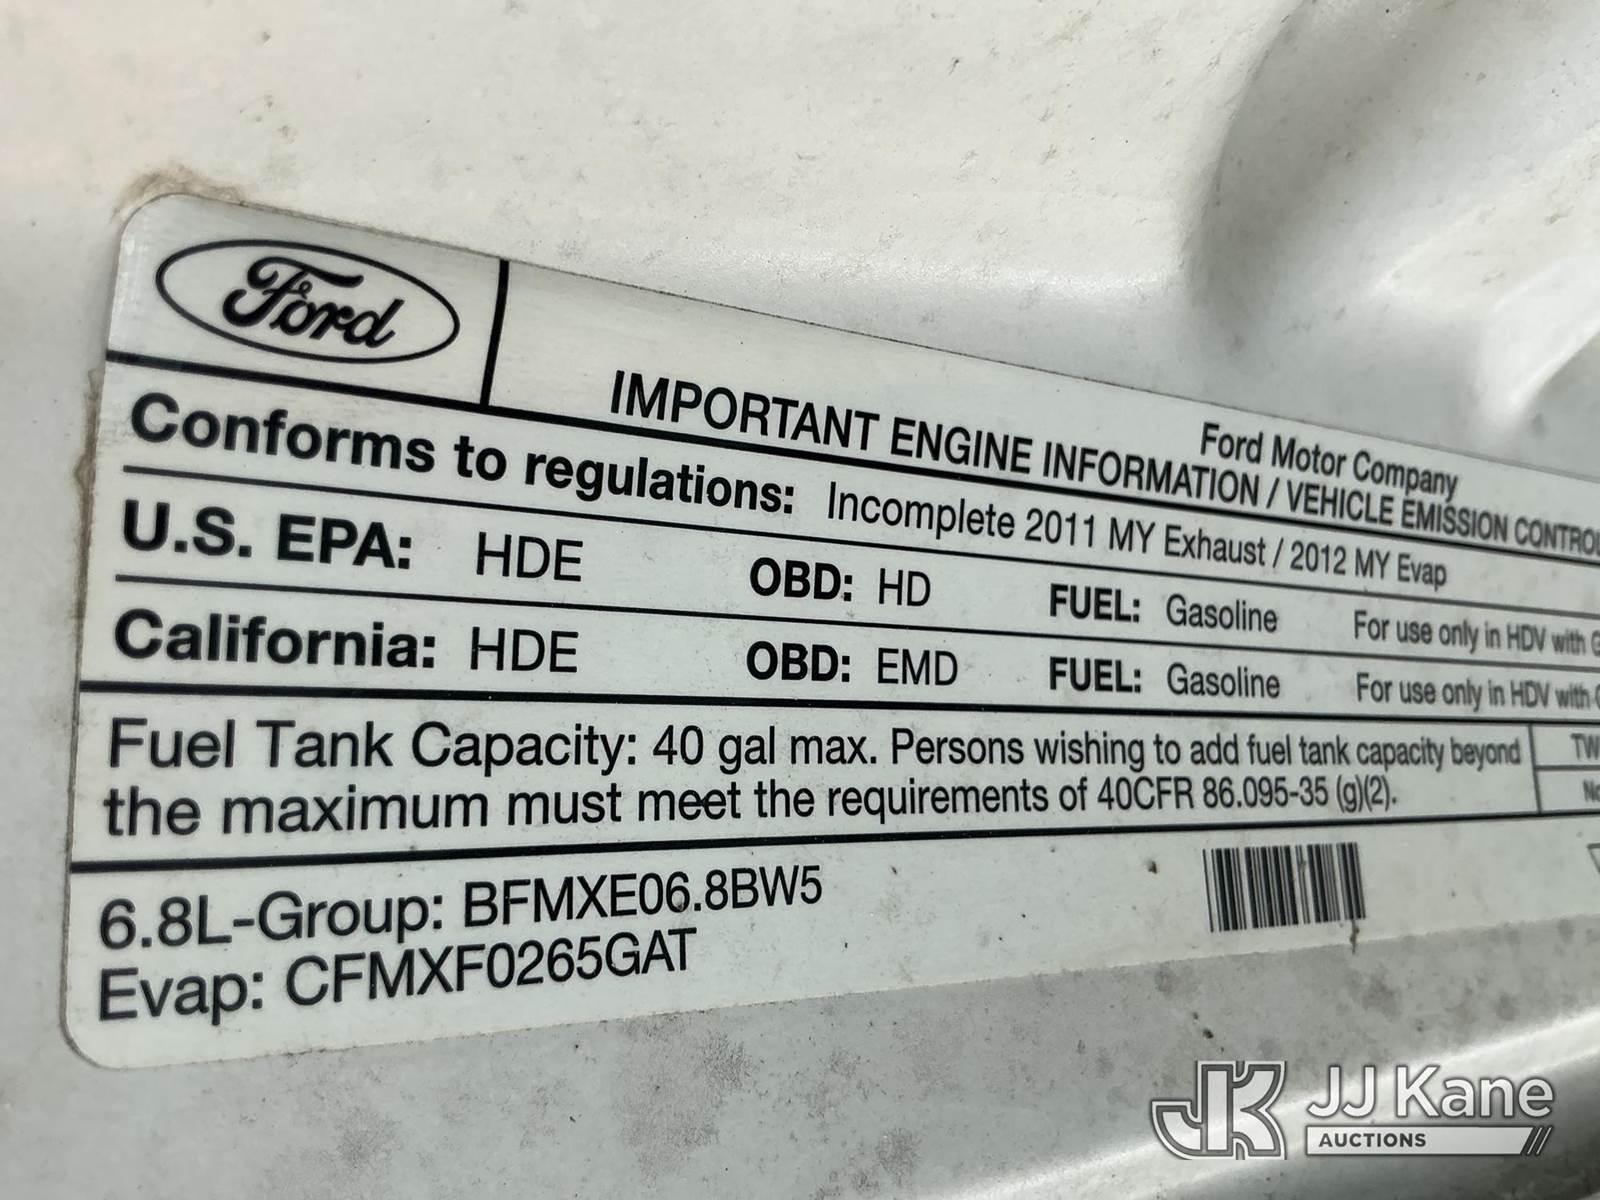 Ford
Ford Motor Company
IMPORTANT ENGINE INFORMATION / VEHICLE EMISSION CONTROL
Conforms to regulations: Incomplete 2011 MY Exhaust / 2012 MY Evap
U.S. EPA: HDE OBD: HD FUEL: Gasoline For use only in HDV with
California: HDE OBD: EMD FUEL: Gasoline For use only in HDV with
Fuel Tank Capacity: 40 gal max. Persons wishing to add fuel tank capacity beyond
the maximum must meet the requirements of 40CFR 86.095-35 (g)(2).
6.8L-Group: BFMXE06.8BW5
Evap: CFMXF0265GAT
JK JJ Kane
AUCTIONS